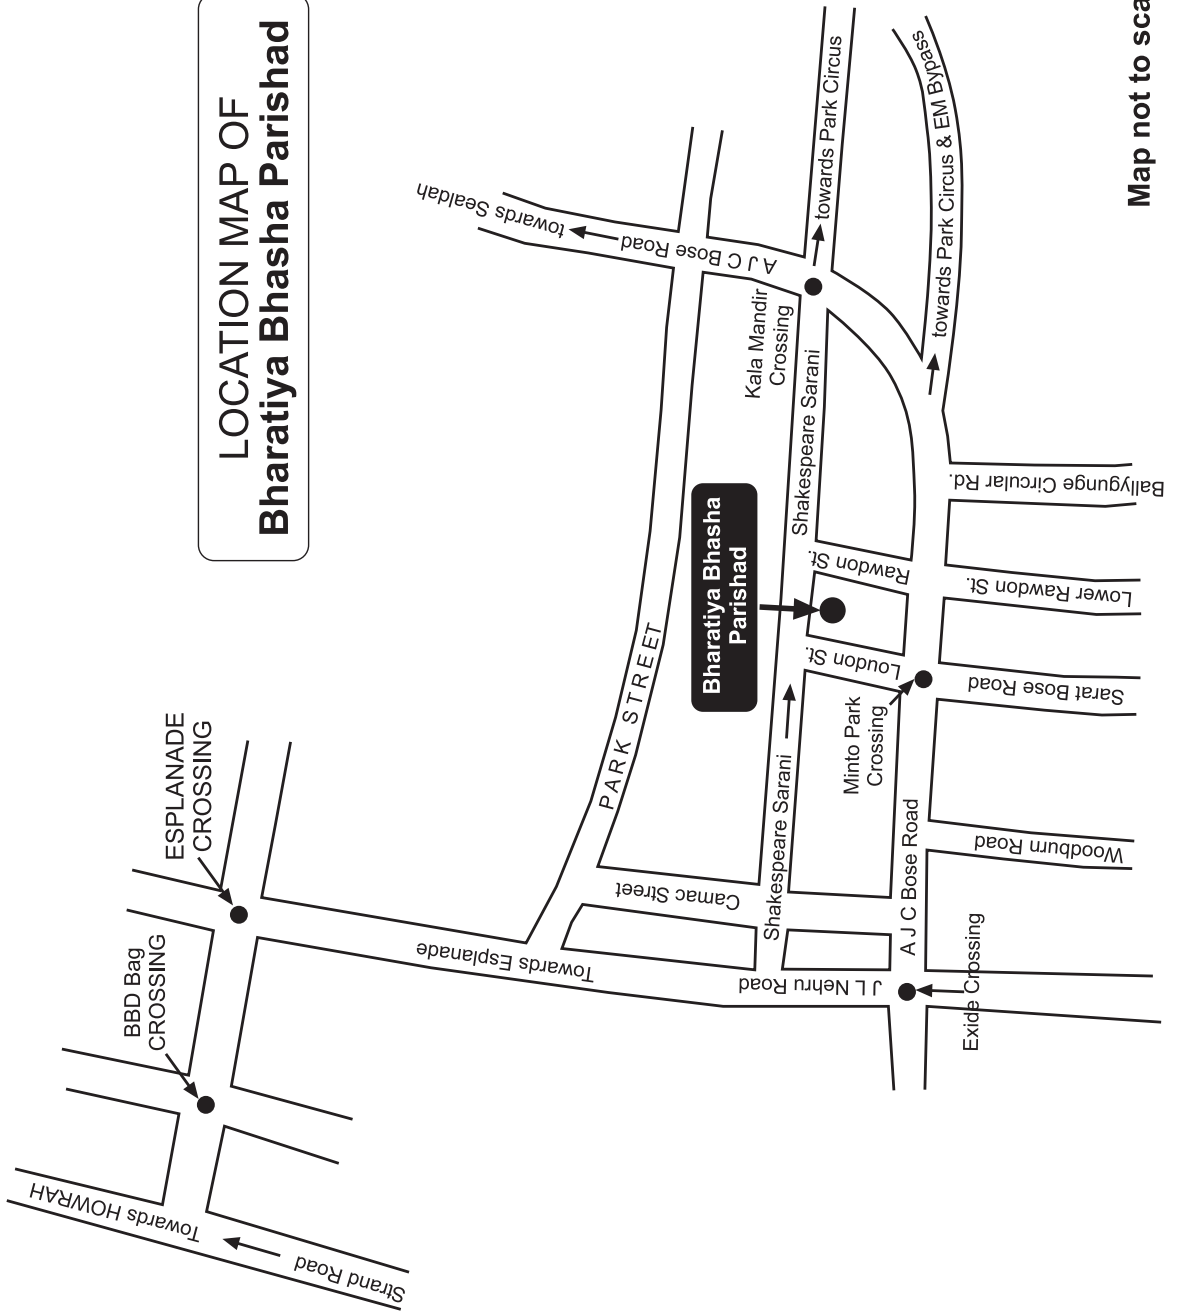 LOCATION MAP OF
Bharatiya Bhasha Parishad
ESPLANADE
CROSSING
BBD Bag
CROSSING
Towards HOWRAH
Strand Road
Towards Esplanade
PARK STREET
towards Sealdah
A J C Bose Road
Kala Mandir
Crossing
towards Park Circus
towards Park Circus & EM Bypass
Bharatiya Bhasha
Parishad
Shakespeare Sarani
Shakespeare Sarani
Shakespeare Sarani
Camac Street
J L Nehru Road
Loudon St.
Rawdon St.
Minto Park
Crossing
A J C Bose Road
Exide Crossing
Woodburn Road
Sarat Bose Road
Lower Rawdon St.
Ballygunge Circular Rd.
Map not to sca